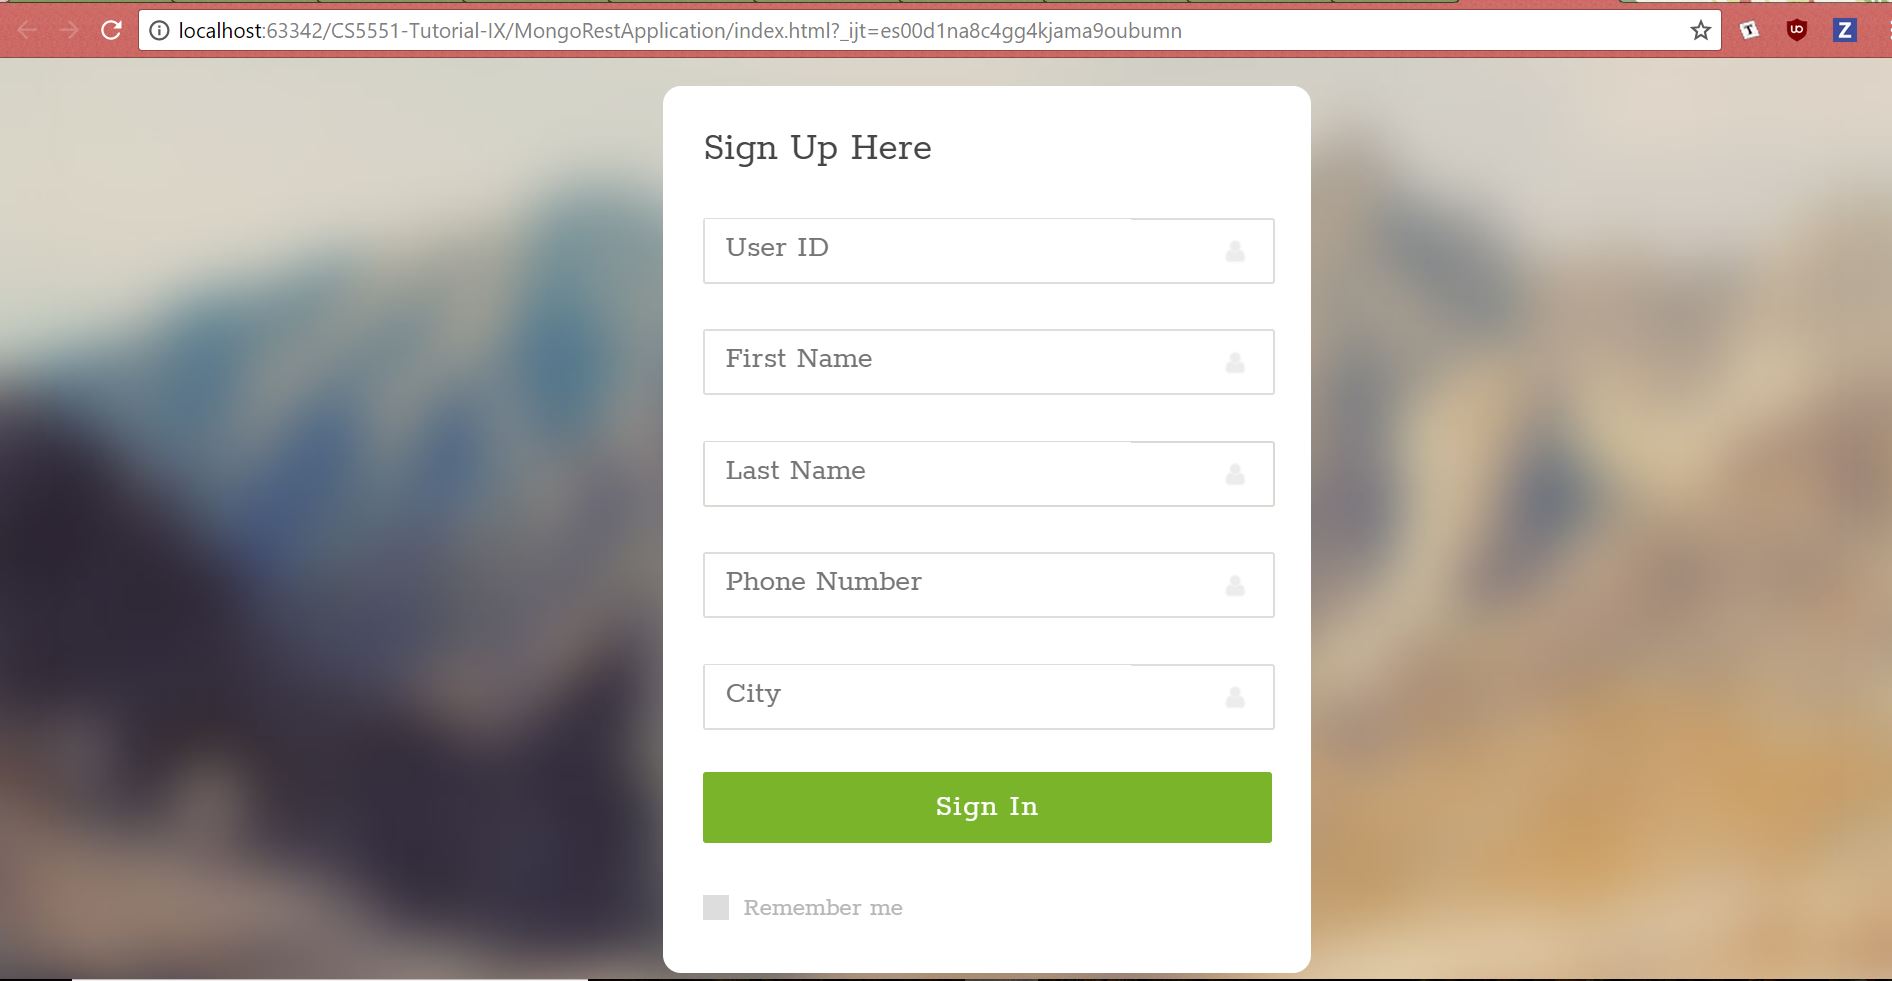 localhost:63342/CS5551-Tutorial-IX/MongoRestApplication/index.html?_ijt=es00d1na8c4gg4kjama9oubumn
T
UD
Z
Sign Up Here
User ID
First Name
Last Name
Phone Number
City
Sign In
Remember me